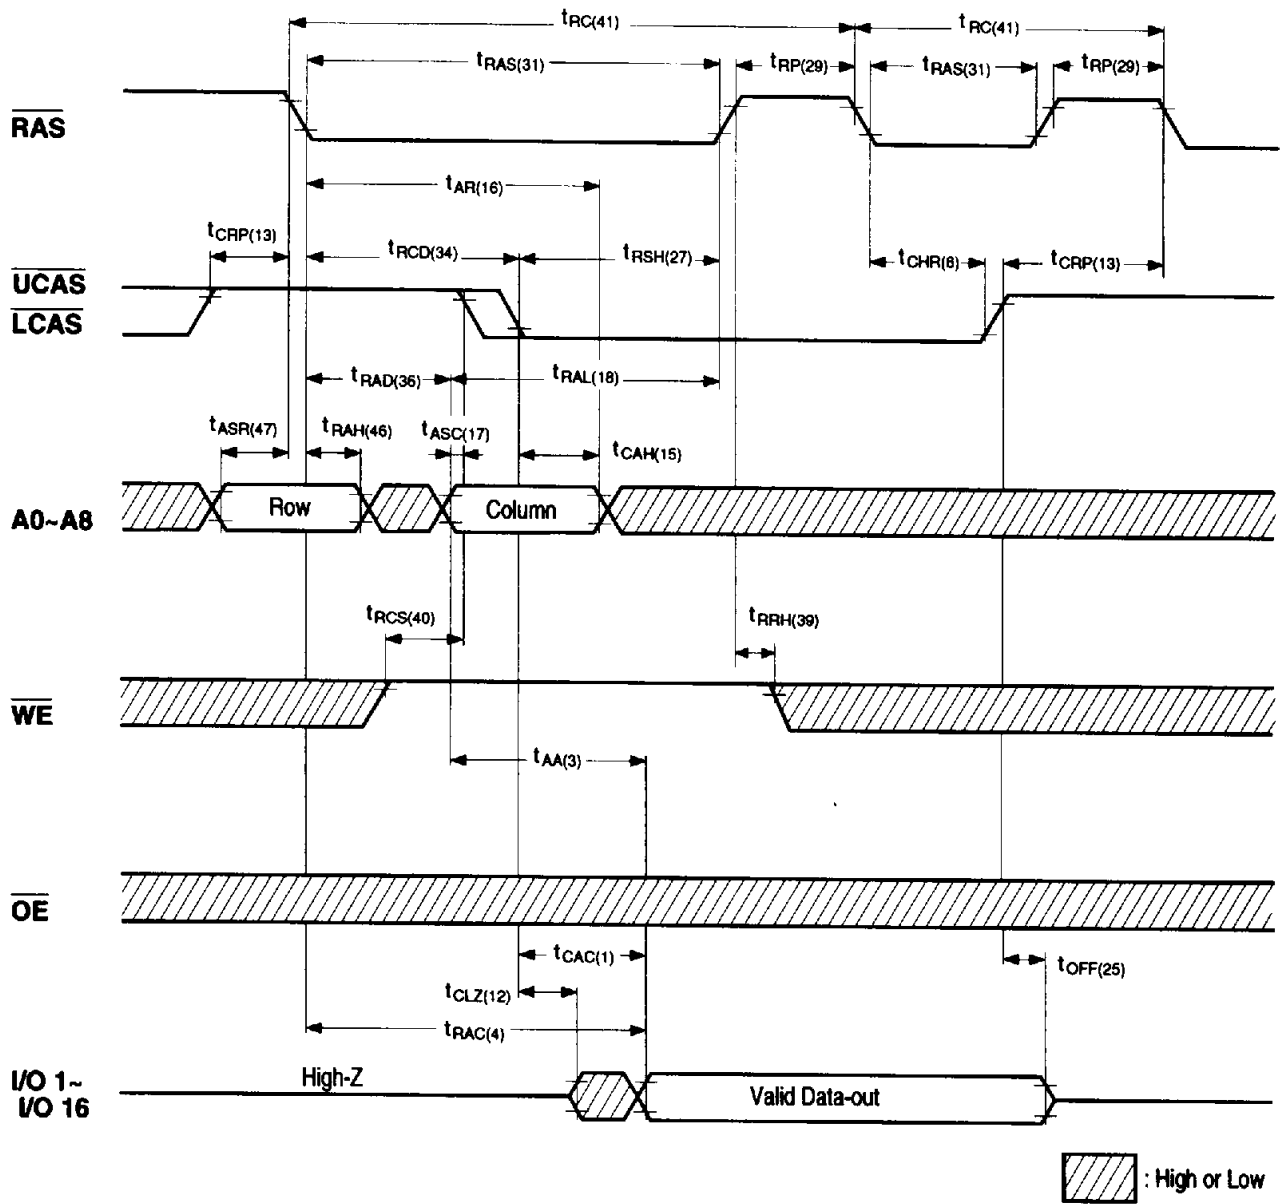 tRC(41) tRC(41)
tRAS(31) tRP(29) tRAS(31) tRP(29)
RAS
tAR(16)
tCRP(13) tRCD(34) tRSH(27) tCHR(8) tCRP(13)
UCAS
LCAS
tRAD(36) tRAL(18)
tASR(47) tRAH(46) tASC(17) tCAH(15)
A0~A8 Row Column
tRCS(40) tRRH(39)
WE
tAA(3)
OE
tCAC(1) tOFF(25)
tCLZ(12)
tRAC(4)
I/O 1~ High-Z Valid Data-out
I/O 16
: High or Low